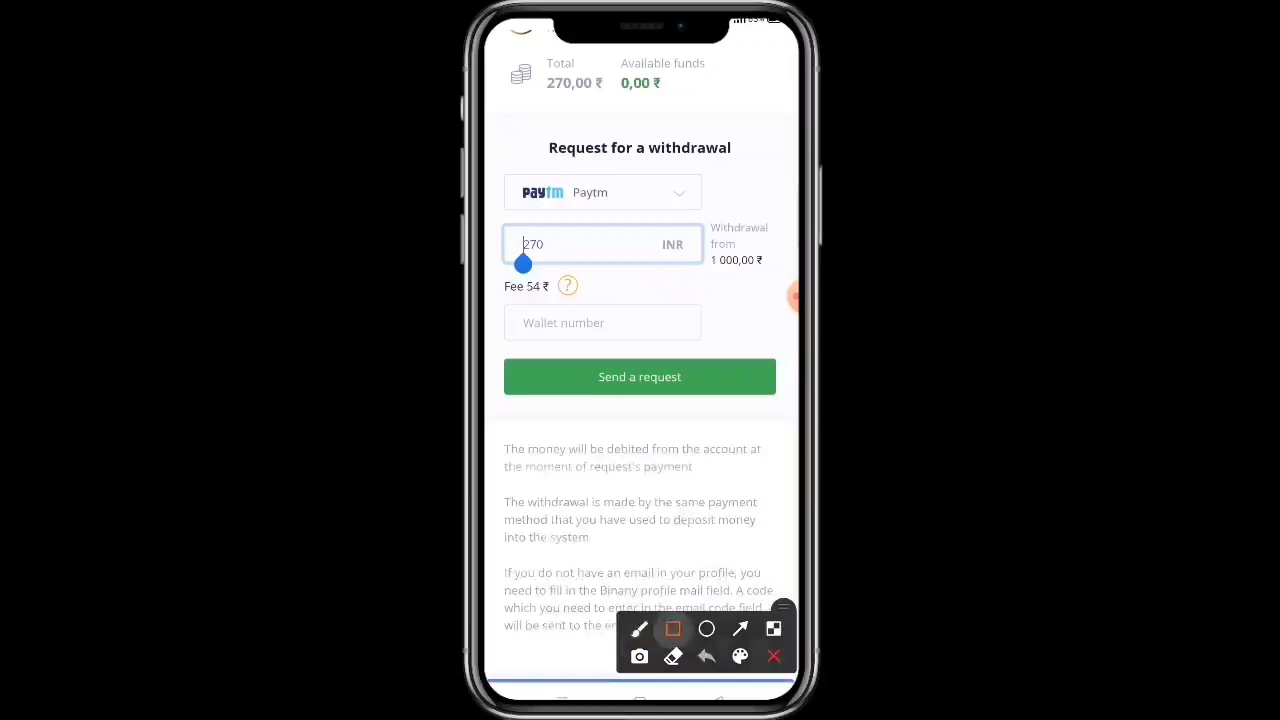 Total
Available funds
270,00 ₹
0,00 ₹
Request for a withdrawal
paytm Paytm
270 INR
Withdrawal
from
1 000,00 ₹
Fee 54 ₹ ?
Wallet number
Send a request
The money will be debited from the account at
the moment of request's payment
The withdrawal is made by the same payment
method that you have used to deposit money
into the system
If you do not have an email in your profile, you
need to fill in the Binany profile mail field. A code
which you need to enter in the email code field,
will be sent to the